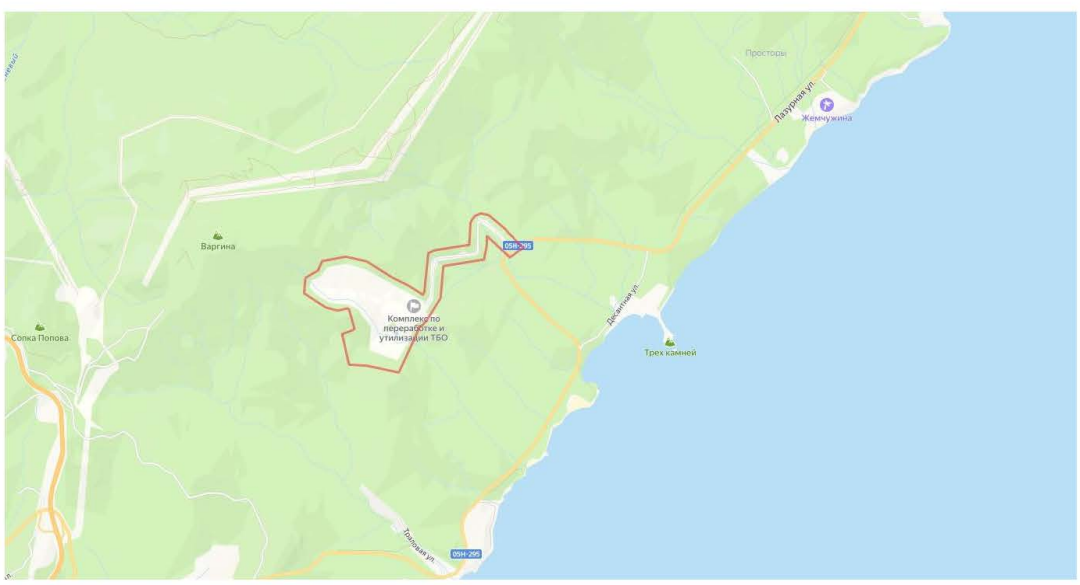 Просторы
Лазурная ул.
Жемчужина
Варгина
05Н-295
Комплекс по
переработке и
утилизации ТБО
Десантная ул.
Сопка Попова
Трех камней
Траловая ул.
05Н-295